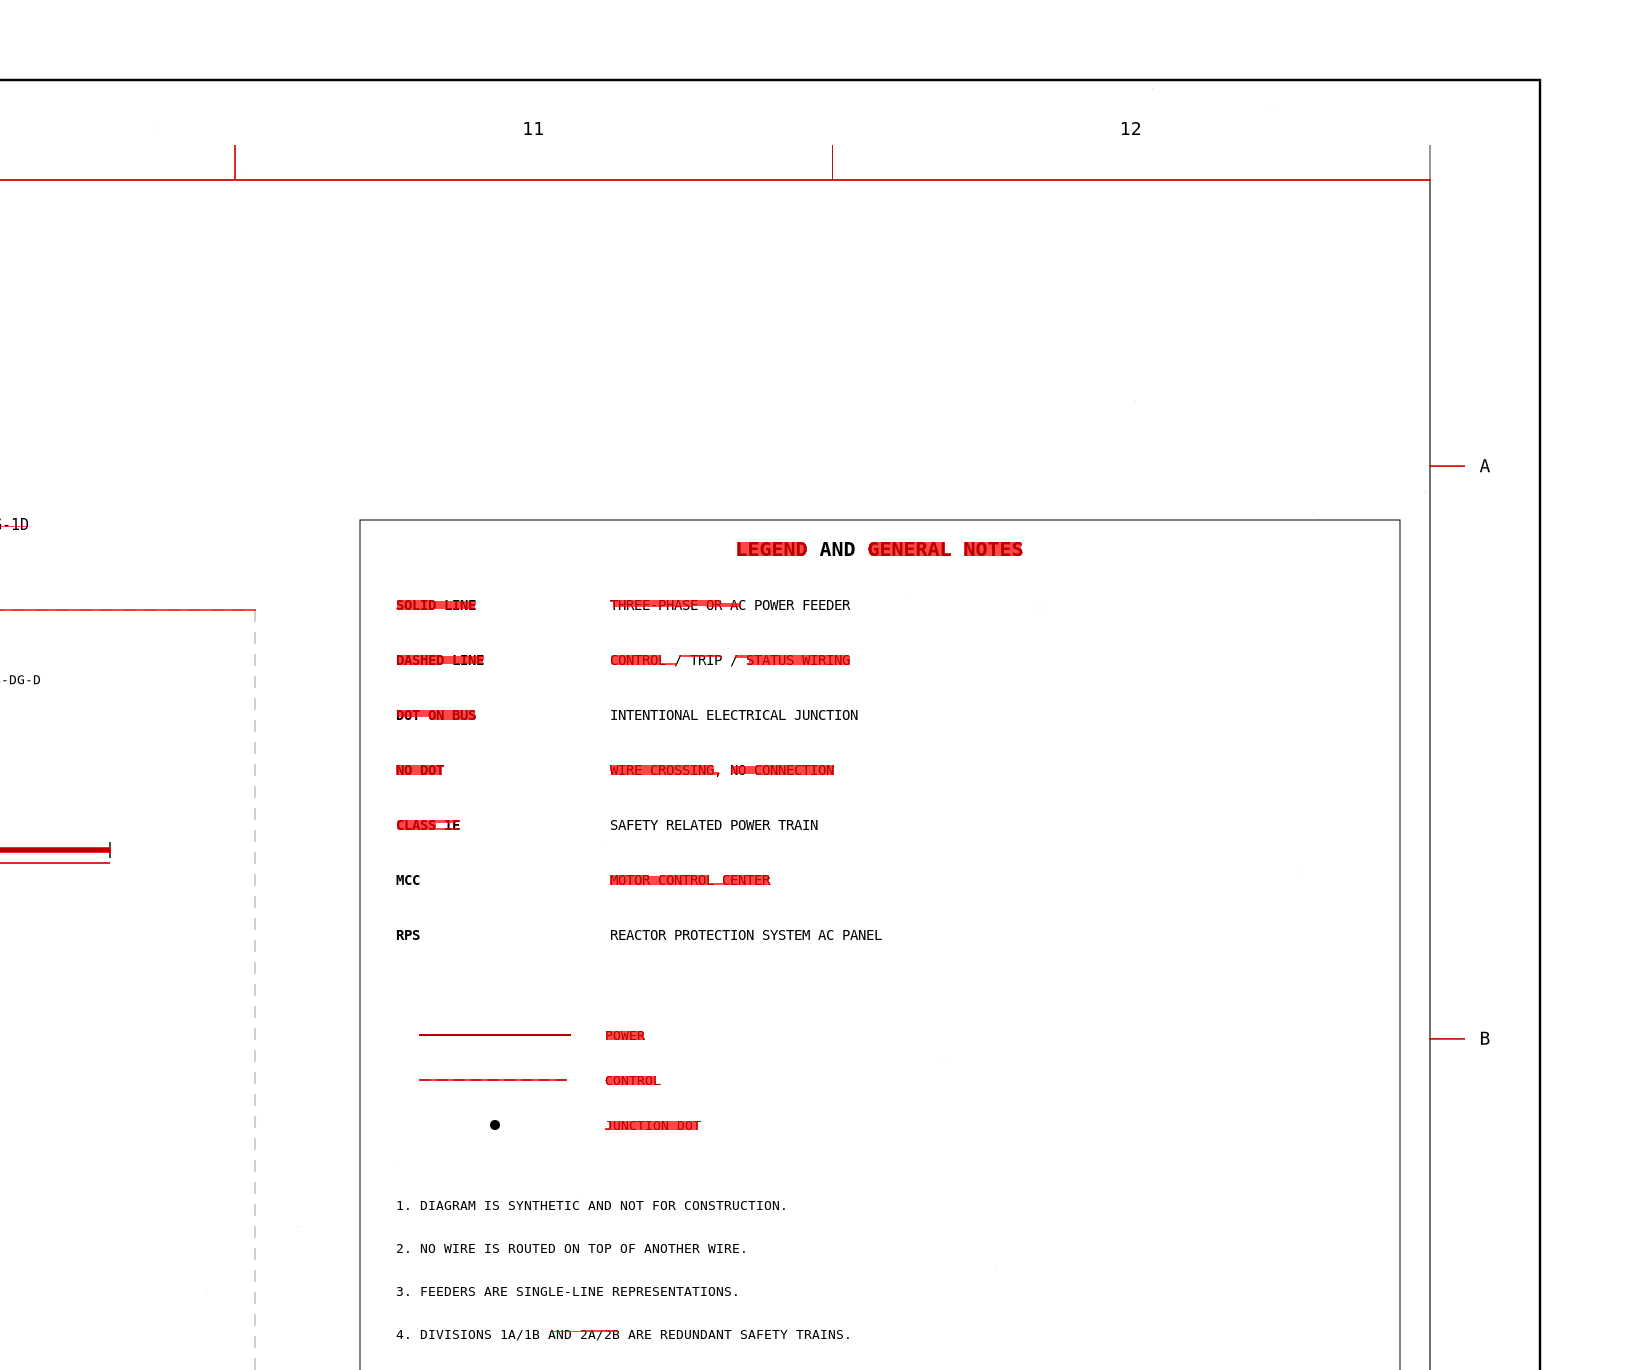 11 12
A
-1D
LEGEND AND GENERAL NOTES
SOLID LINE THREE-PHASE OR AC POWER FEEDER
DASHED LINE CONTROL / TRIP / STATUS WIRING
-DG-D
DOT ON BUS INTENTIONAL ELECTRICAL JUNCTION
NO DOT WIRE CROSSING, NO CONNECTION
CLASS 1E SAFETY RELATED POWER TRAIN
MCC MOTOR CONTROL CENTER
RPS REACTOR PROTECTION SYSTEM AC PANEL
POWER
B
CONTROL
JUNCTION DOT
1. DIAGRAM IS SYNTHETIC AND NOT FOR CONSTRUCTION.
2. NO WIRE IS ROUTED ON TOP OF ANOTHER WIRE.
3. FEEDERS ARE SINGLE-LINE REPRESENTATIONS.
4. DIVISIONS 1A/1B AND 2A/2B ARE REDUNDANT SAFETY TRAINS.